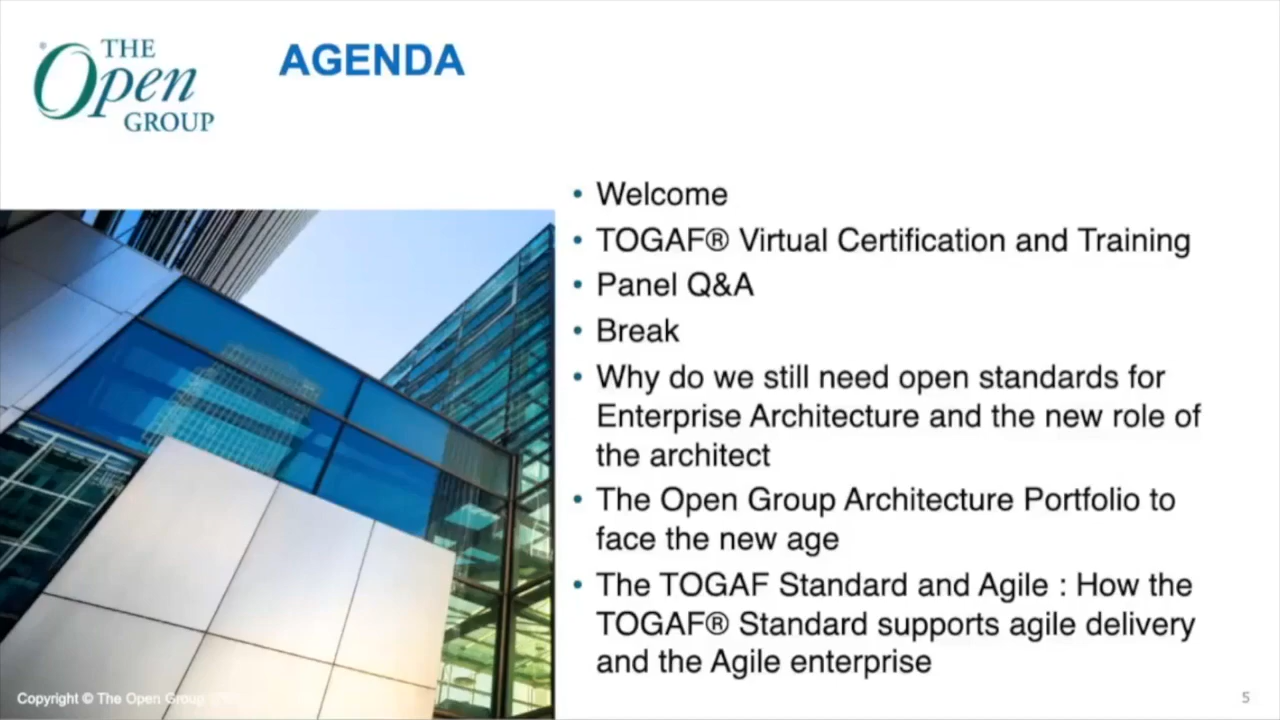 THE
Open
GROUP
AGENDA
• Welcome
• TOGAF® Virtual Certification and Training
• Panel Q&A
• Break
• Why do we still need open standards for
Enterprise Architecture and the new role of
the architect
• The Open Group Architecture Portfolio to
face the new age
• The TOGAF Standard and Agile : How the
TOGAF® Standard supports agile delivery
and the Agile enterprise
Copyright © The Open Group
5